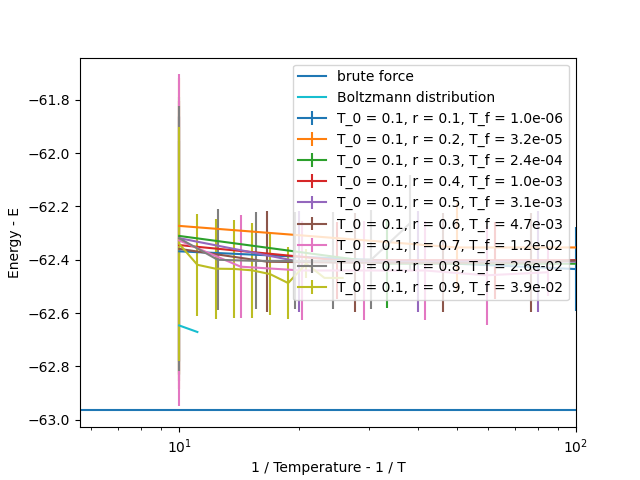 brute force
Boltzmann distribution
T_0 = 0.1, r = 0.1, T_f = 1.0e-06
T_0 = 0.1, r = 0.2, T_f = 3.2e-05
T_0 = 0.1, r = 0.3, T_f = 2.4e-04
T_0 = 0.1, r = 0.4, T_f = 1.0e-03
T_0 = 0.1, r = 0.5, T_f = 3.1e-03
T_0 = 0.1, r = 0.6, T_f = 4.7e-03
T_0 = 0.1, r = 0.7, T_f = 1.2e-02
T_0 = 0.1, r = 0.8, T_f = 2.6e-02
T_0 = 0.1, r = 0.9, T_f = 3.9e-02
−61.8
−62.0
−62.2
−62.4
−62.6
−62.8
−63.0
Energy - E
10¹
10²
1 / Temperature - 1 / T